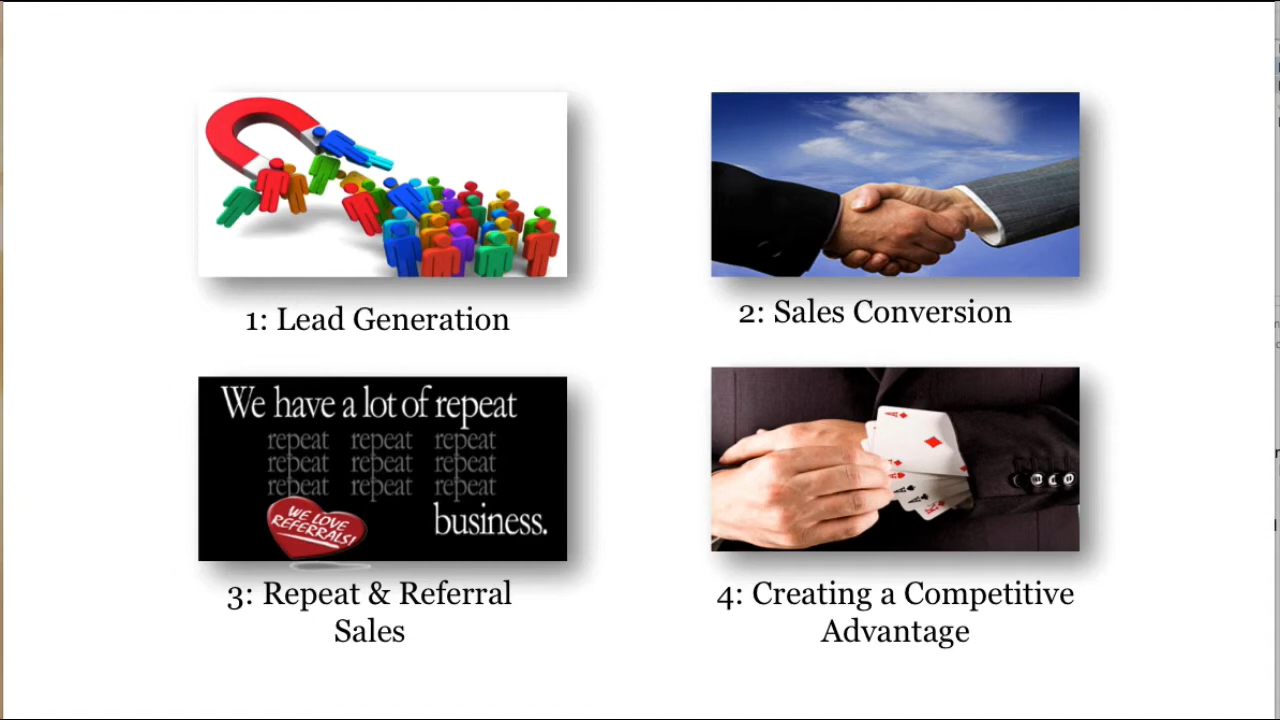 1: Lead Generation
2: Sales Conversion
We have a lot of repeat
repeat repeat repeat
repeat repeat repeat
repeat repeat repeat
WE LOVE
REFERRALS!
business.
3: Repeat & Referral
Sales
A
4: Creating a Competitive
Advantage